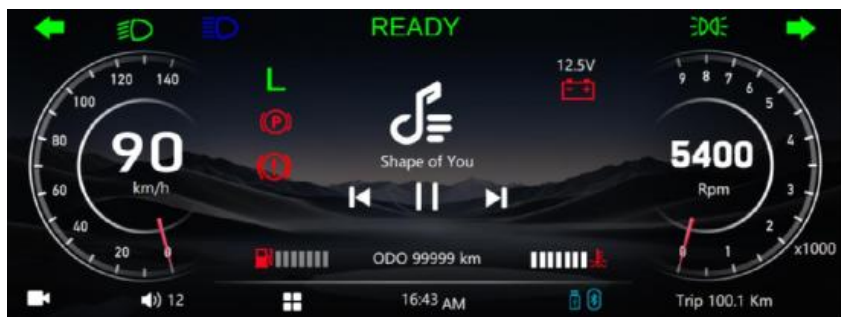 READY
120 140
100
80
60
40
20
0
90
km/h
L
P
12.5V
Shape of You
ODO 99999 km
9 8 7 6
5
4
3
2
1
0
x1000
5400
Rpm
12
16:43 AM
Trip 100.1 Km